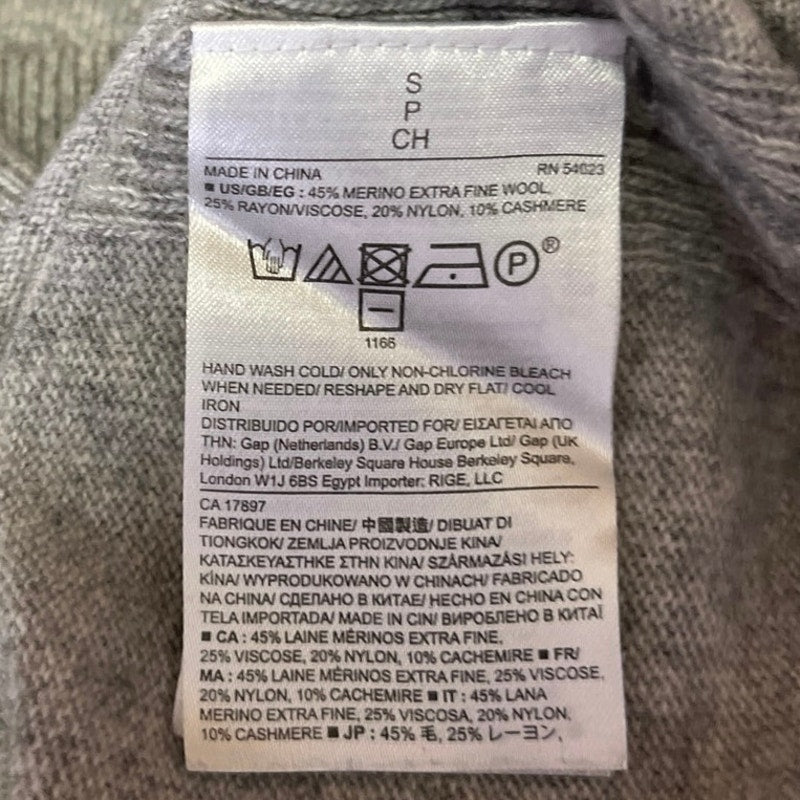 S
P
CH
MADE IN CHINA RN 54023
■ US/GB/EG : 45% MERINO EXTRA FINE WOOL,
25% RAYON/VISCOSE, 20% NYLON, 10% CASHMERE
P ®
1166
HAND WASH COLD/ ONLY NON-CHLORINE BLEACH
WHEN NEEDED/ RESHAPE AND DRY FLAT/ COOL
IRON
DISTRIBUIDO POR/IMPORTED FOR/ ΕΙΣΑΓΕΤΑΙ ΑΠΟ
ΤΗΝ: Gap (Netherlands) B.V./ Gap Europe Ltd/ Gap (UK
Holdings) Ltd/Berkeley Square House Berkeley Square,
London W1J 6BS Egypt Importer: RIGE, LLC
CA 17897
FABRIQUE EN CHINE/ 中國製造/ DIBUAT DI
TIONGKOK/ ZEMLJA PROIZVODNJE KINA/
ΚΑΤΑΣΚΕΥΑΣΤΗΚΕ ΣΤΗΝ ΚΙΝΑ/ SZÁRMAZÁSI HELY:
KÍNA/ WYPRODUKOWANO W CHINACH/ FABRICADO
NA CHINA/ СДЕЛАНО В КИТАЕ/ HECHO EN CHINA CON
TELA IMPORTADA/ MADE IN CIN/ ВИРОБЛЕНО В КИТАЇ
■ CA : 45% LAINE MÉRINOS EXTRA FINE,
25% VISCOSE, 20% NYLON, 10% CACHEMIRE ■ FR/
MA : 45% LAINE MÉRINOS EXTRA FINE, 25% VISCOSE,
20% NYLON, 10% CACHEMIRE ■ IT : 45% LANA
MERINO EXTRA FINE, 25% VISCOSA, 20% NYLON,
10% CASHMERE ■ JP : 45% 毛, 25% レーヨン,